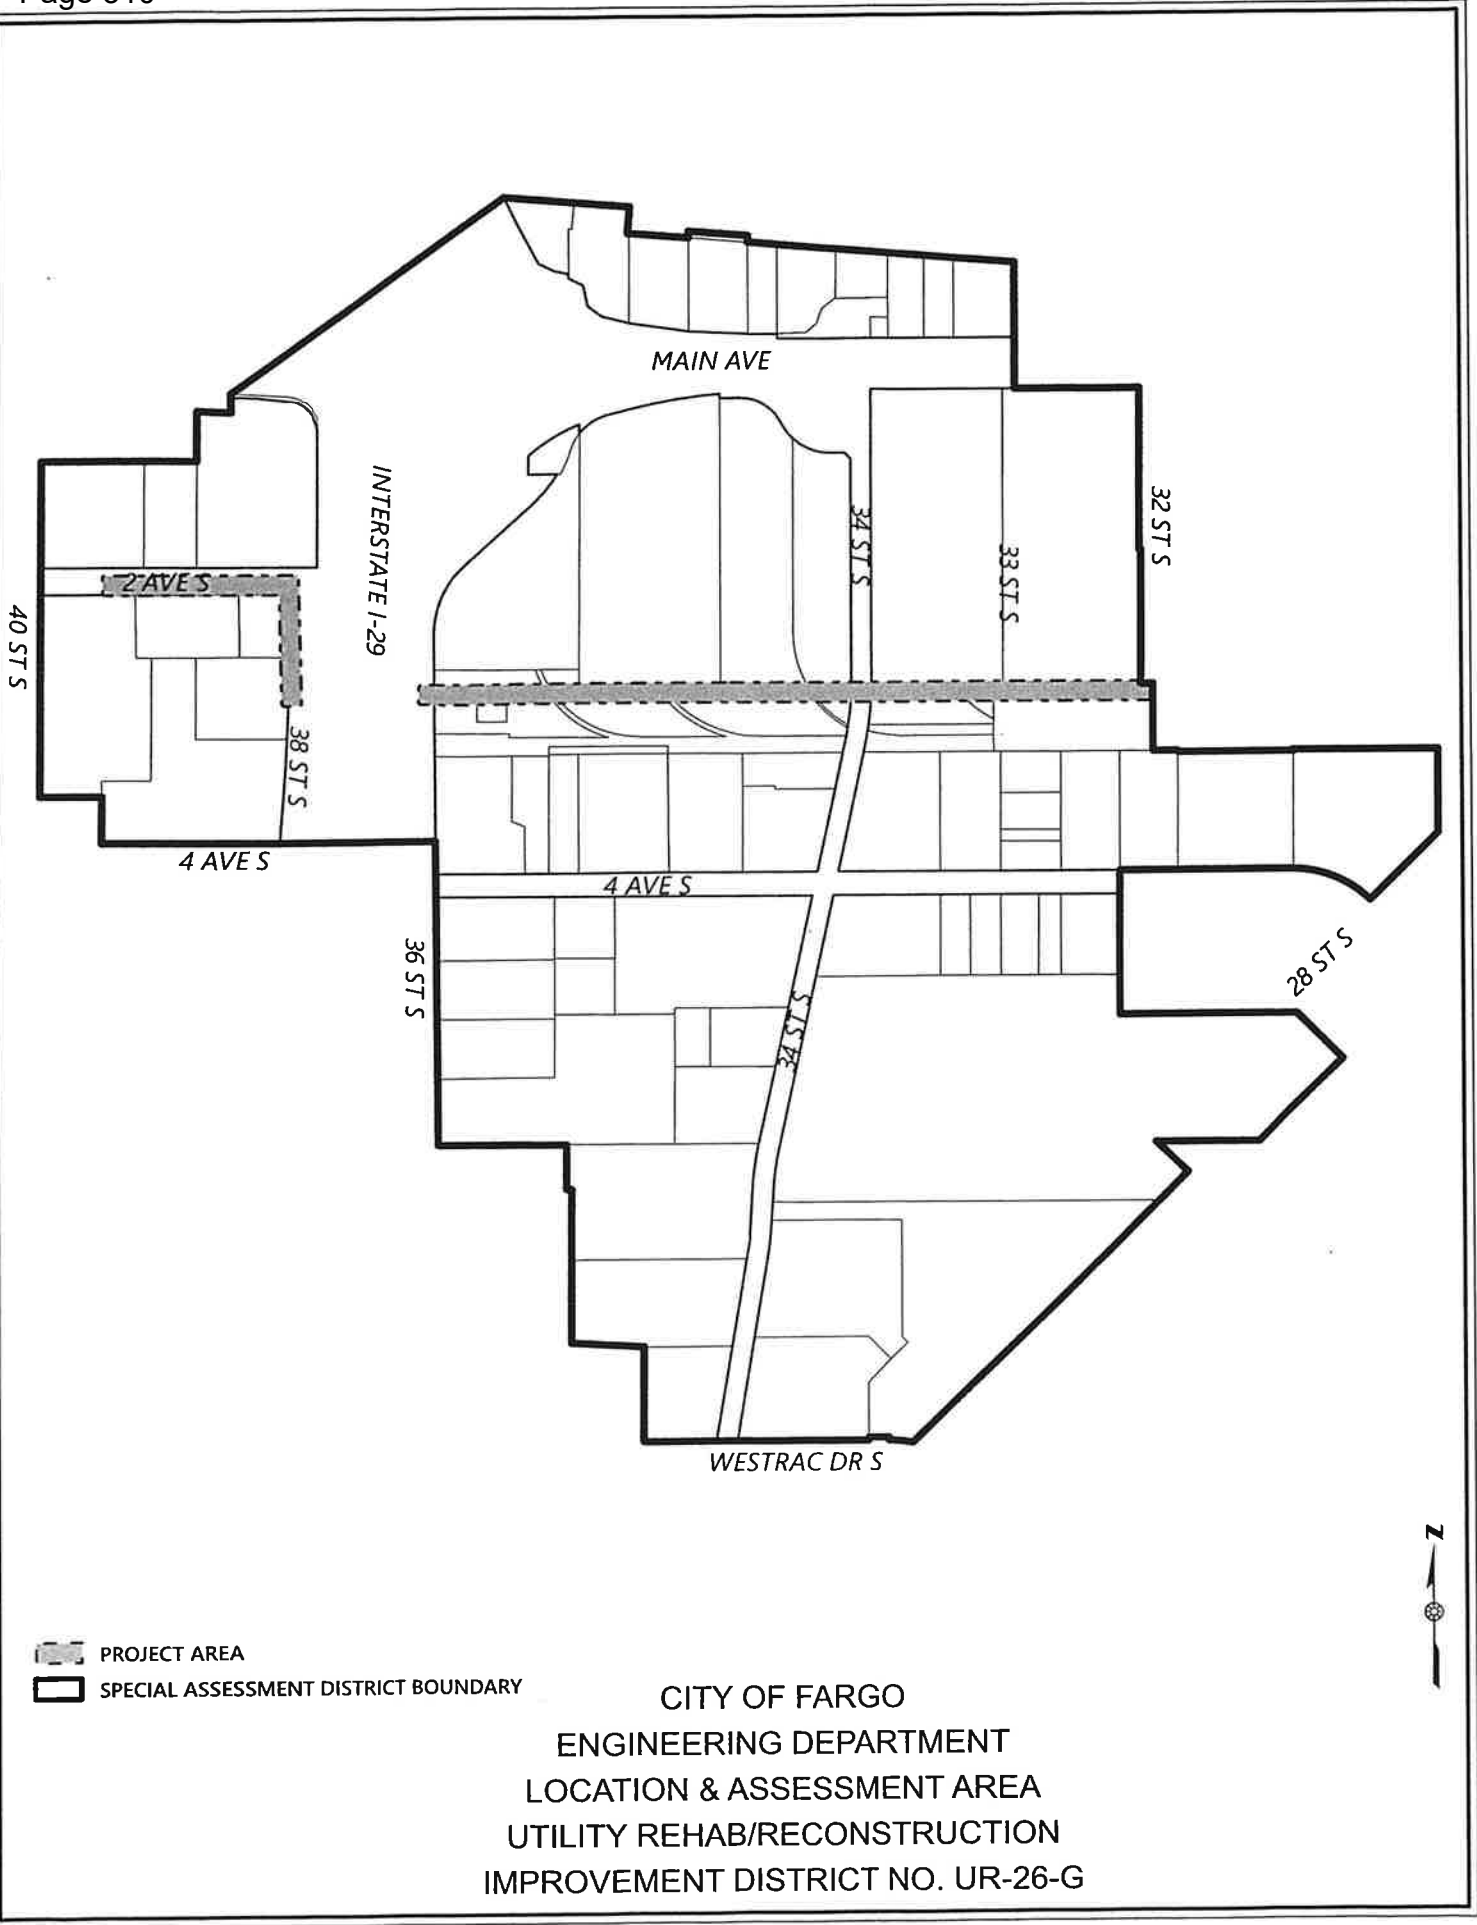 MAIN AVE
INTERSTATE I-29
34 ST S
33 ST S
32 ST S
2 AVE S
40 ST S
38 ST S
4 AVE S
4 AVE S
36 ST S
28 ST S
34 ST S
WESTRAC DR S
N
PROJECT AREA
SPECIAL ASSESSMENT DISTRICT BOUNDARY
CITY OF FARGO
ENGINEERING DEPARTMENT
LOCATION & ASSESSMENT AREA
UTILITY REHAB/RECONSTRUCTION
IMPROVEMENT DISTRICT NO. UR-26-G